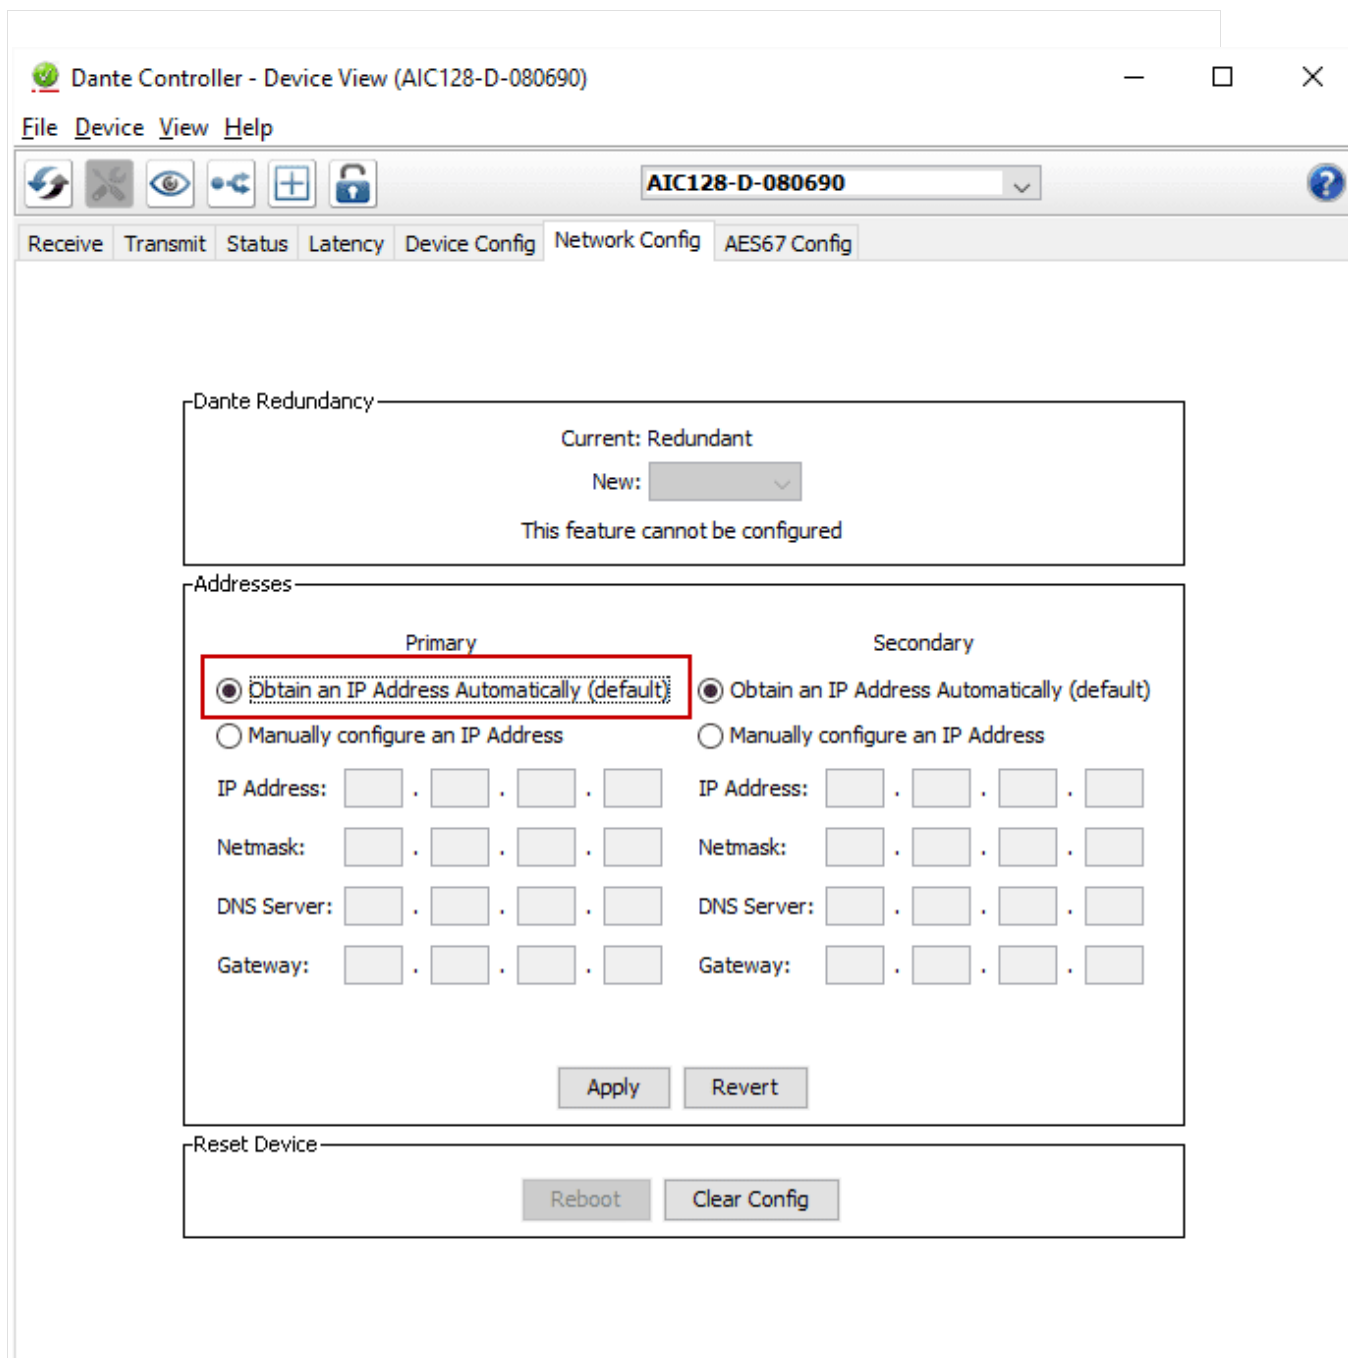 Dante Controller - Device View (AIC128-D-080690)
File Device View Help
AIC128-D-080690
Receive Transmit Status Latency Device Config Network Config AES67 Config
Dante Redundancy
Current: Redundant
New:
This feature cannot be configured
Addresses
Primary Secondary
Obtain an IP Address Automatically (default) Obtain an IP Address Automatically (default)
Manually configure an IP Address Manually configure an IP Address
IP Address: . . . IP Address: . . .
Netmask: . . . Netmask: . . .
DNS Server: . . . DNS Server: . . .
Gateway: . . . Gateway: . . .
Apply Revert
Reset Device
Reboot Clear Config